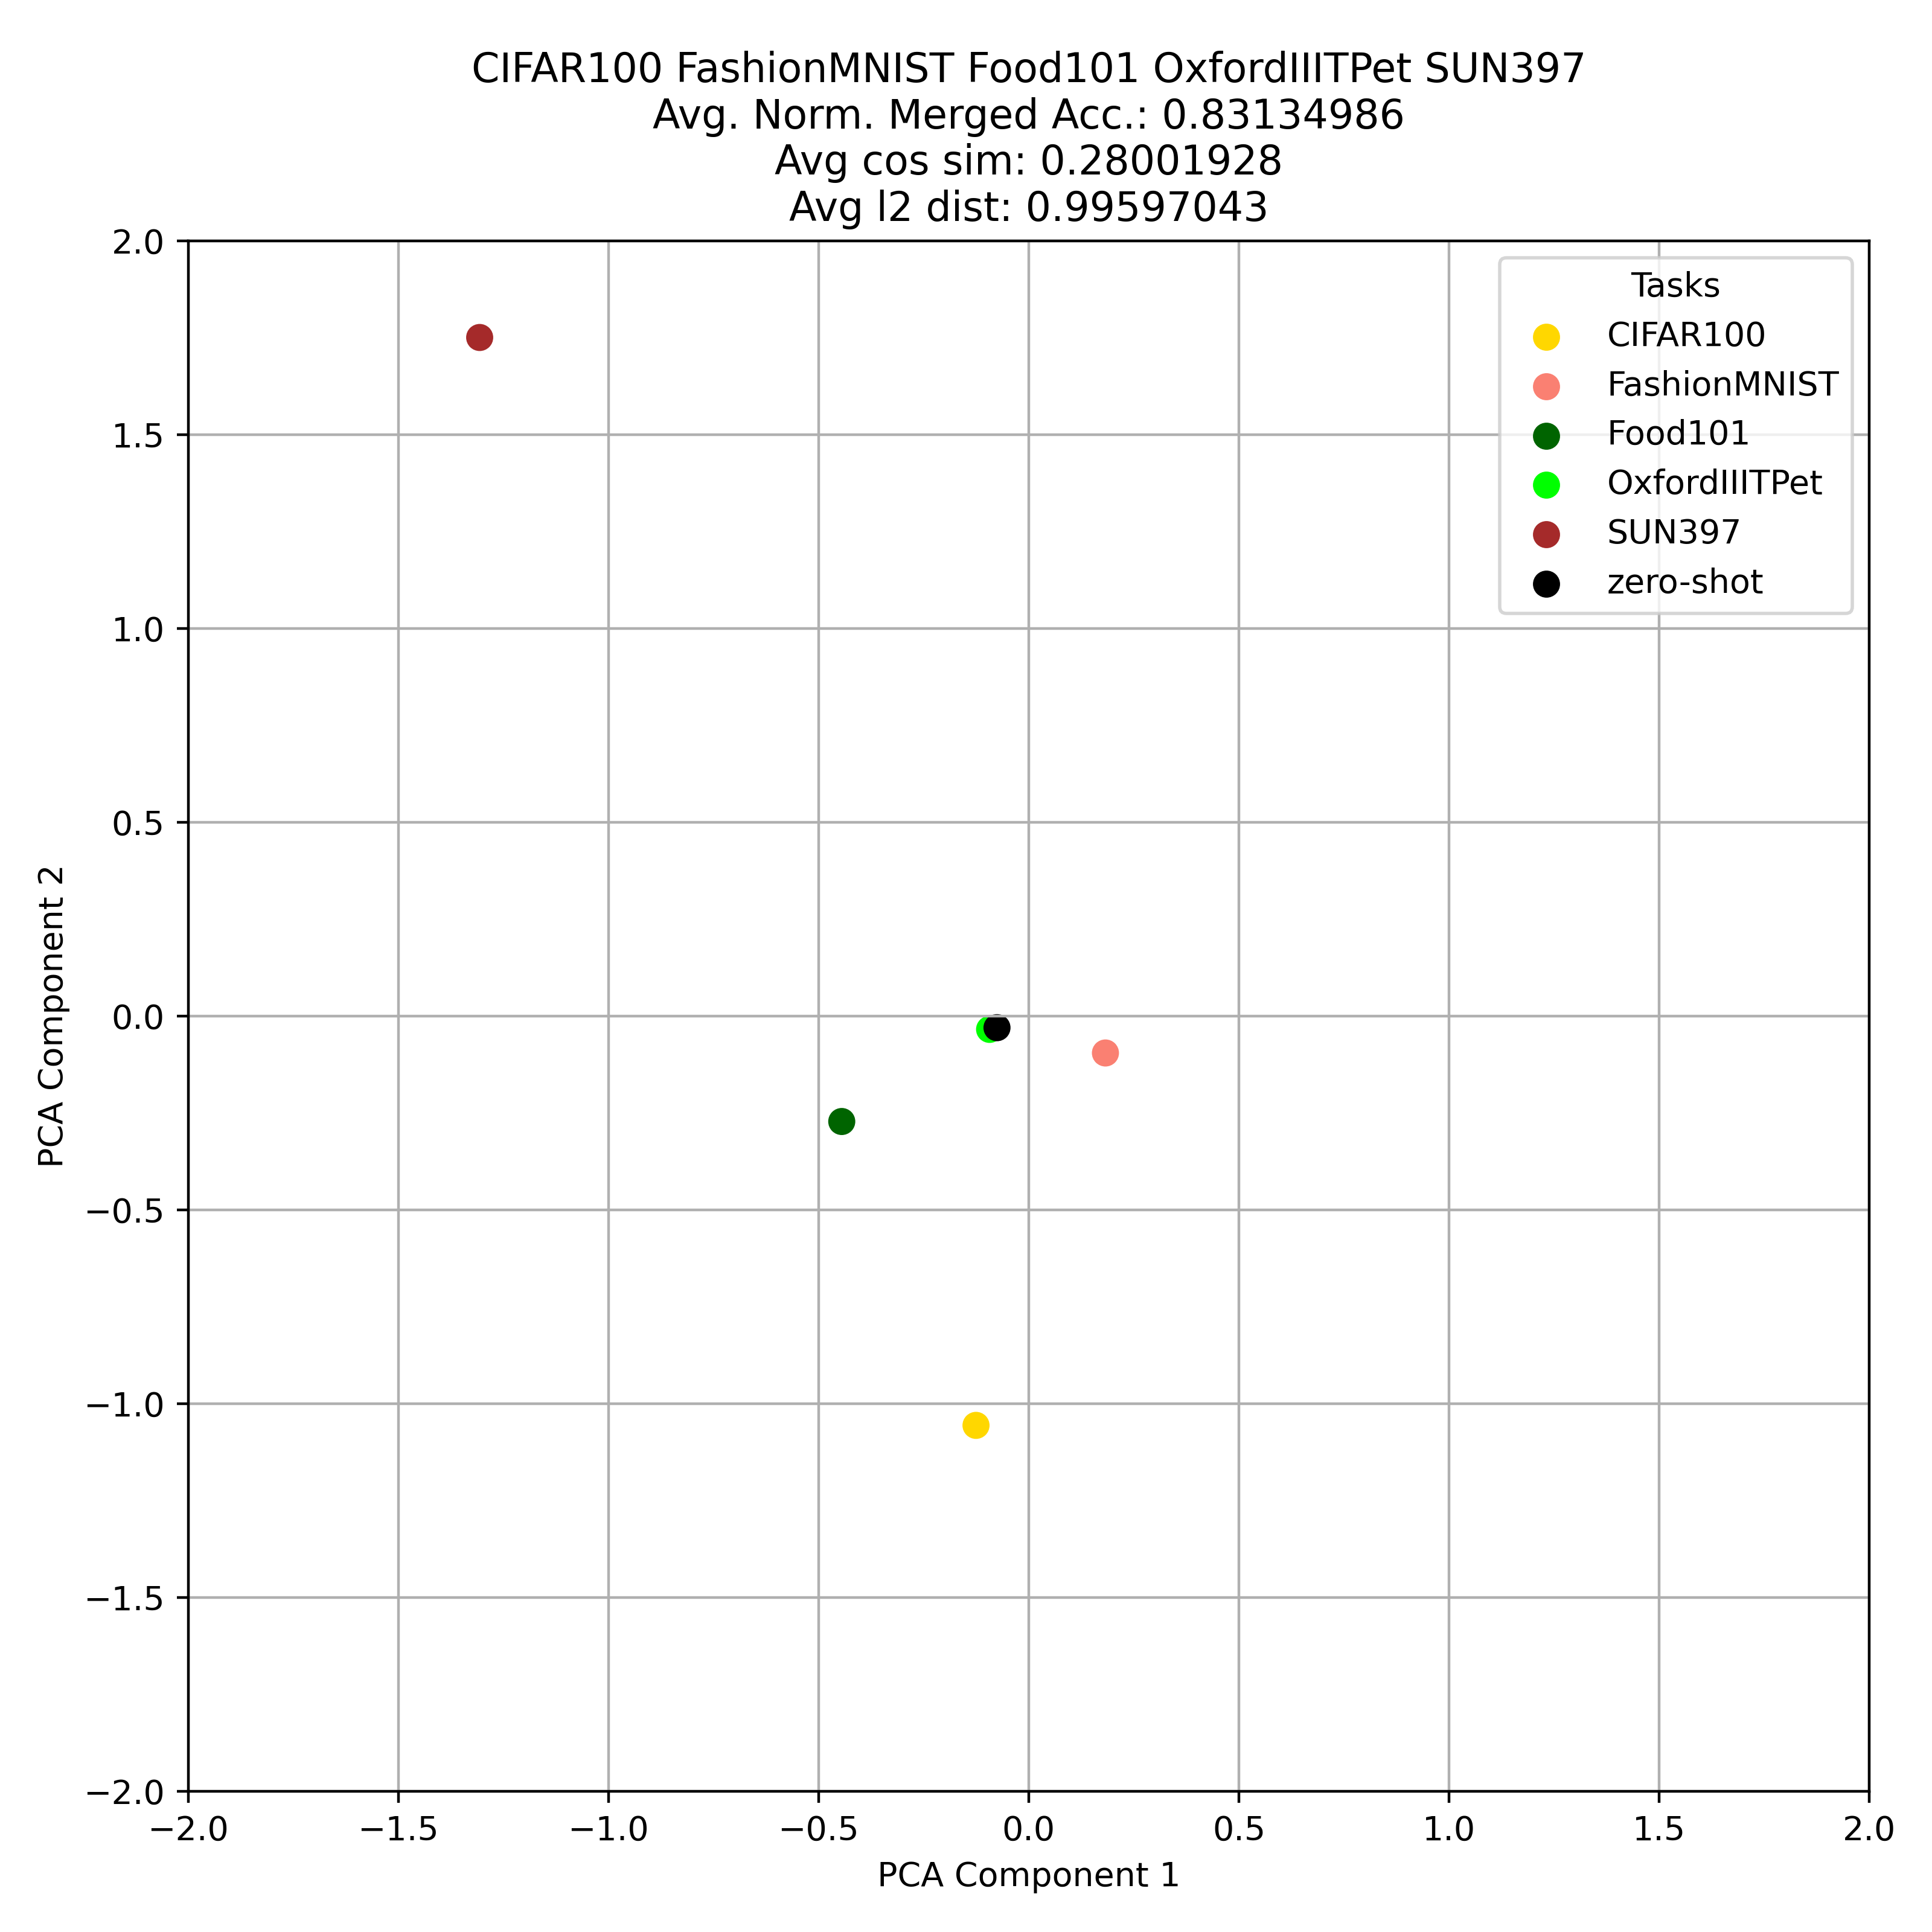 CIFAR100 FashionMNIST Food101 OxfordIIITPet SUN397
Avg. Norm. Merged Acc.: 0.83134986
Avg cos sim: 0.28001928
Avg l2 dist: 0.99597043
Tasks
CIFAR100
FashionMNIST
Food101
OxfordIIITPet
SUN397
zero-shot
PCA Component 2
2.0
1.5
1.0
0.5
0.0
−0.5
−1.0
−1.5
−2.0
−2.0 −1.5 −1.0 −0.5 0.0 0.5 1.0 1.5 2.0
PCA Component 1